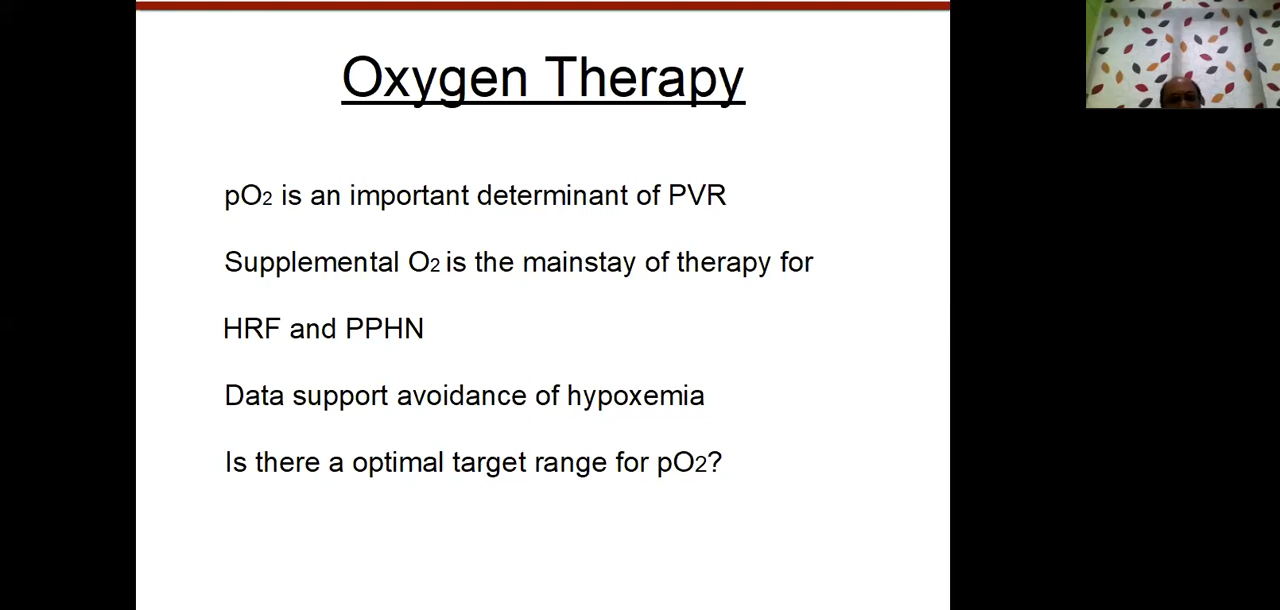 Oxygen Therapy
pO2 is an important determinant of PVR
Supplemental O2 is the mainstay of therapy for
HRF and PPHN
Data support avoidance of hypoxemia
Is there a optimal target range for pO2?